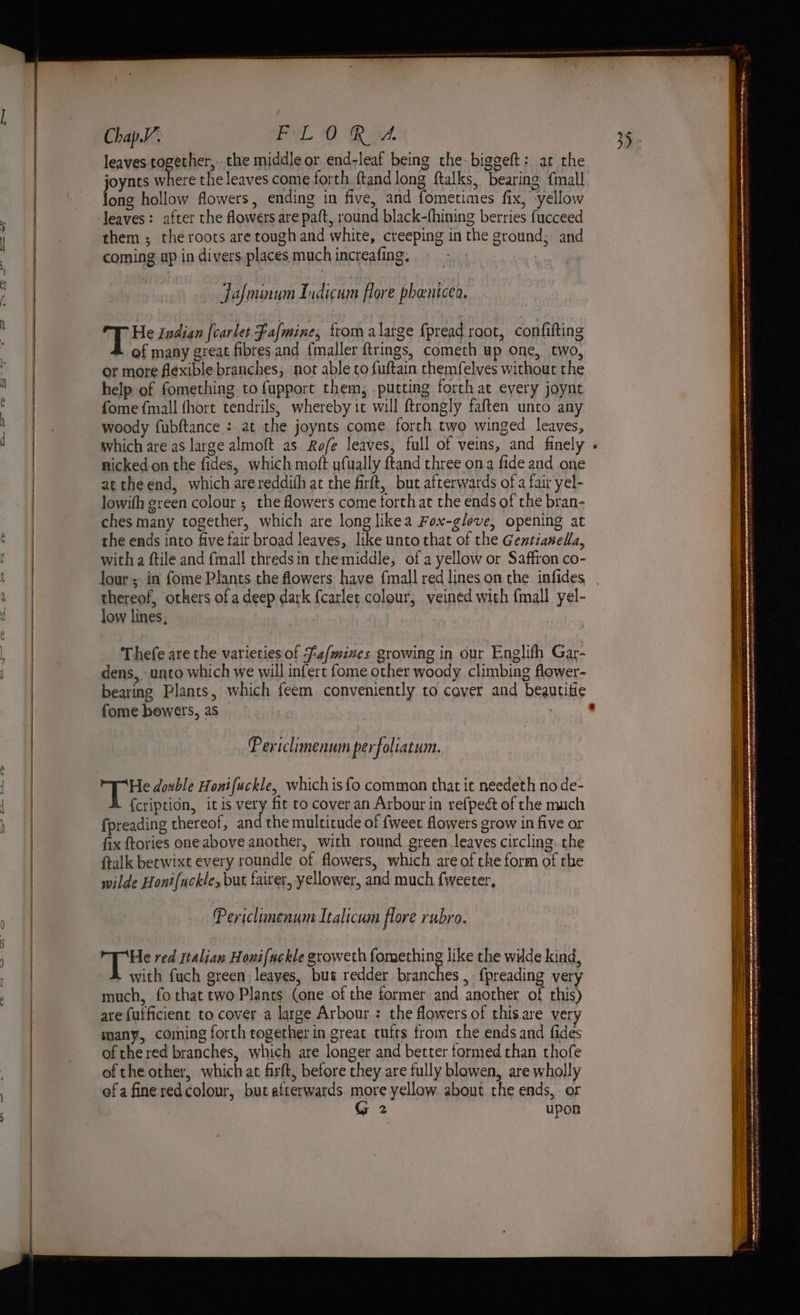 Chap.V. FLORA. 35
leaves together, the middle or end-leaf being the biggeſt: at the
joynts where the leaves come forth ſtand long ſtalks, bearing ſmall
long hollow flowers, ending in five, and ſometimes ſix, yellow
leaves: after the flowers are paſt, round black-ſhining berries ſucceed
them; the roots are tough and white, creeping in the ground, and
coming up in divers places much increaſing.
Jaſminum Indicum flore phœnicea.
THe Indian ſcarlet Jaſmine, from a large ſpread root, conſiſting
of many great fibres and ſmaller ſtrings, cometh up one, two,
or more flexible branches, not able to ſuſtain themſelves without the
help of ſomething to ſupport them, putting forth at every joynt
ſome ſmall ſhort tendrils, whereby it will ſtrongly faſten unto any
woody ſubſtance: at the joynts come forth two winged leaves,
which are as large almoſt as Roſe leaves, full of veins, and finely
nicked on the ſides, which moſt uſually ſtand three on a ſide and one
at the end, which are reddiſh at the firſt, but afterwards of a fair yel-
lowiſh green colour; the flowers come forth at the ends of the bran-
ches many together, which are long like a Fox-glove, opening at
the ends into five fair broad leaves, like unto that of the Gentianella,
with a ſtile and ſmall threds in the middle, of a yellow or Saffron co-
lour; in ſome Plants the flowers have ſmall red lines on the inſides
thereof, others of a deep dark ſcarlet colour, veined with ſmall yel-
low lines.
Theſe are the varieties of Jaſmines growing in our Engliſh Gar-
dens, unto which we will inſert ſome other woody climbing flower-
bearing Plants, which ſeem conveniently to cover and beautifie
ſome bowers, as
Periclimenum perfoliatum.
THe double Honiſuckle, which is ſo common that it needeth no de-
ſcription, it is very fit to cover an Arbour in reſpect of the much
ſpreading thereof, and the multitude of ſweet flowers grow in five or
ſix ſtories one above another, with round green leaves circling the
ſtalk betwixt every roundle of flowers, which are of the form of the
wilde Honiſuckle, but fairer, yellower, and much ſweeter.
Periclimenum Italicum flore rubro.
THe red Italian Honiſuckle groweth ſomething like the wilde kind,
with ſuch green leaves, but redder branches, ſpreading very
much, ſo that two Plants (one of the former and another of this)
are ſufficient to cover a large Arbour: the flowers of this are very
many, coming forth together in great tufts from the ends and ſides
of the red branches, which are longer and better formed than thoſe
of the other, which at firſt, before they are fully blowen, are wholly
of a fine red colour, but afterwards more yellow about the ends, or
G 2 upon